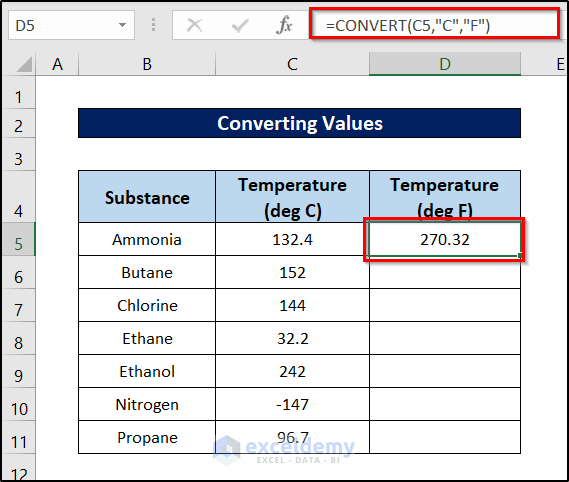 D5 fx =CONVERT(C5,"C","F")
A B C D E
1
2 Converting Values
3
Temperature Temperature
4 Substance
(deg C) (deg F)
5 Ammonia 132.4 270.32
6 Butane 152
7 Chlorine 144
8 Ethane 32.2
9 Ethanol 242
10 Nitrogen -147
11 Propane 96.7
exceldemy
12
EXCEL - DATA - BI